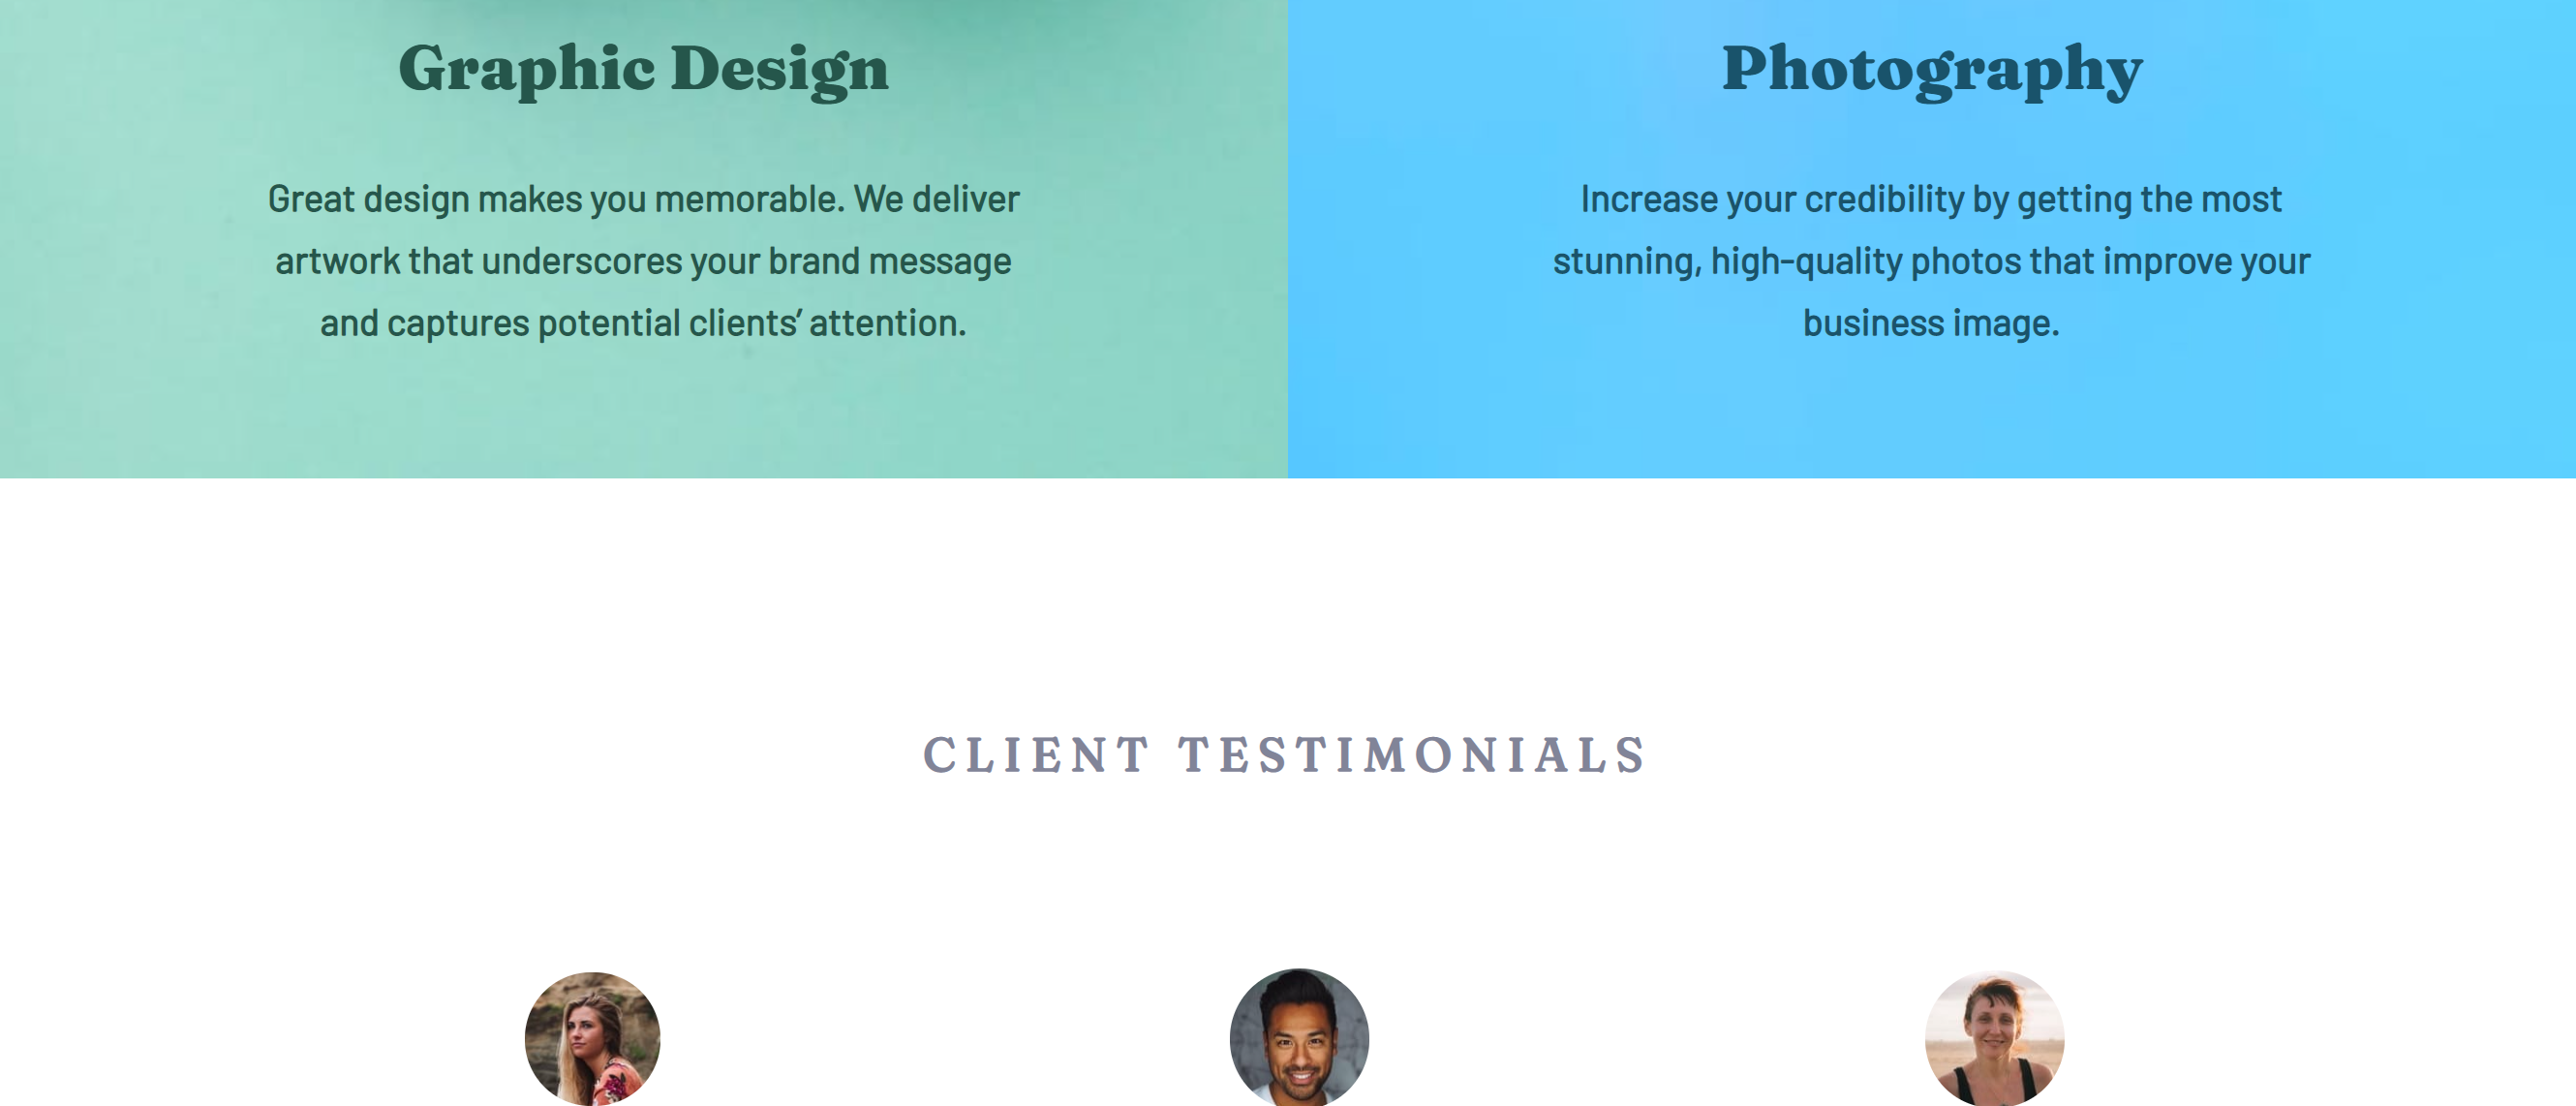 Graphic Design
Great design makes you memorable. We deliver
artwork that underscores your brand message
and captures potential clients’ attention.
Photography
Increase your credibility by getting the most
stunning, high-quality photos that improve your
business image.
CLIENT TESTIMONIALS